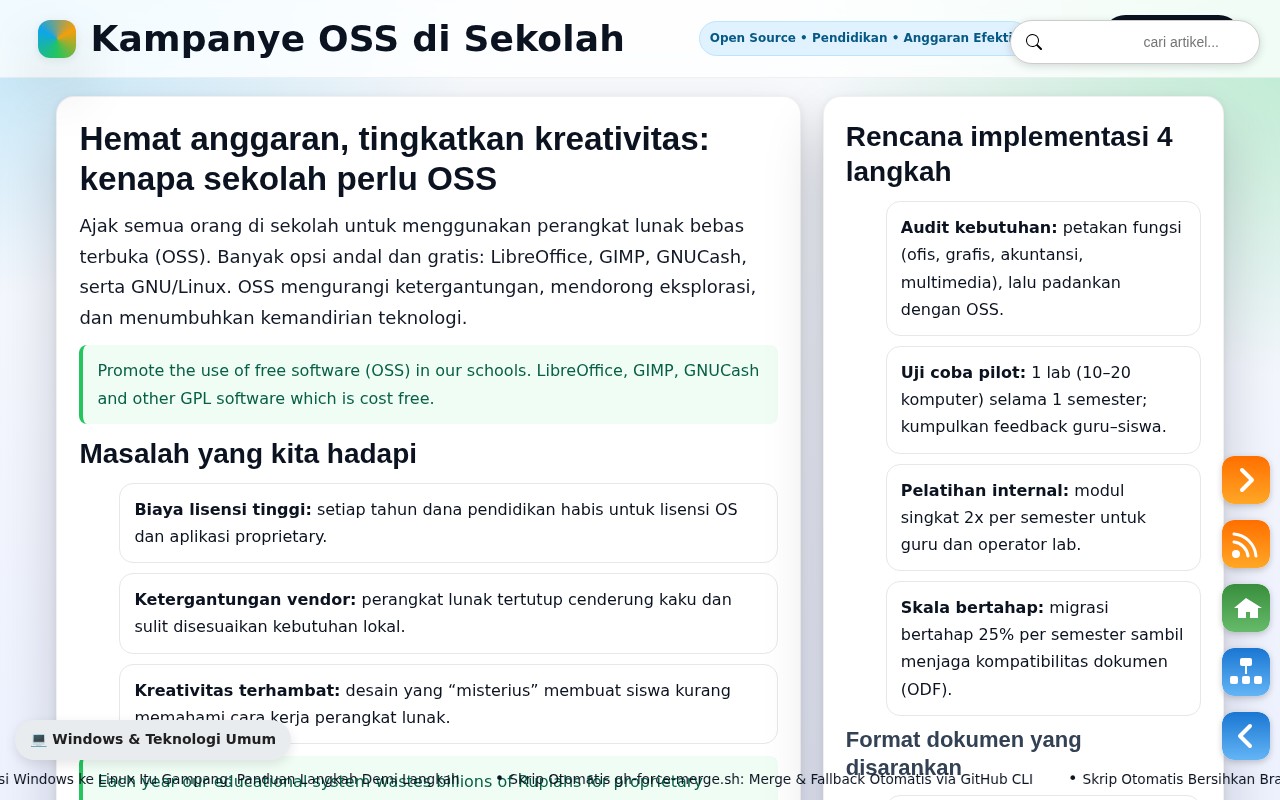 Kampanye OSS di Sekolah
Open Source • Pendidikan • Anggaran
cari artikel...
Hemat anggaran, tingkatkan kreativitas:
kenapa sekolah perlu OSS
Ajak semua orang di sekolah untuk menggunakan perangkat lunak bebas
terbuka (OSS). Banyak opsi andal dan gratis: LibreOffice, GIMP, GNUCash,
serta GNU/Linux. OSS mengurangi ketergantungan, mendorong eksplorasi,
dan menumbuhkan kemandirian teknologi.
Promote the use of free software (OSS) in our schools. LibreOffice, GIMP, GNUCash
and other GPL software which is cost free.
Masalah yang kita hadapi
Biaya lisensi tinggi: setiap tahun dana pendidikan habis untuk lisensi OS
dan aplikasi proprietary.
Ketergantungan vendor: perangkat lunak tertutup cenderung kaku dan
sulit disesuaikan kebutuhan lokal.
Kreativitas terhambat: desain yang “misterius” membuat siswa kurang
memahami cara kerja perangkat lunak.
Each year our educational system wastes billions of Rupiahs for proprietary
Rencana implementasi 4
langkah
Audit kebutuhan: petakan fungsi
(ofis, grafis, akuntansi,
multimedia), lalu padankan
dengan OSS.
Uji coba pilot: 1 lab (10–20
komputer) selama 1 semester;
kumpulkan feedback guru–siswa.
Pelatihan internal: modul
singkat 2x per semester untuk
guru dan operator lab.
Skala bertahap: migrasi
bertahap 25% per semester sambil
menjaga kompatibilitas dokumen
(ODF).
Format dokumen yang
disarankan
💻 Windows & Teknologi Umum
si Windows ke Linux Itu Gampang: Panduan Langkah Demi Langkah • Skrip Otomatis gh-force-merge.sh: Merge & Fallback Otomatis via GitHub CLI • Skrip Otomatis Bersihkan